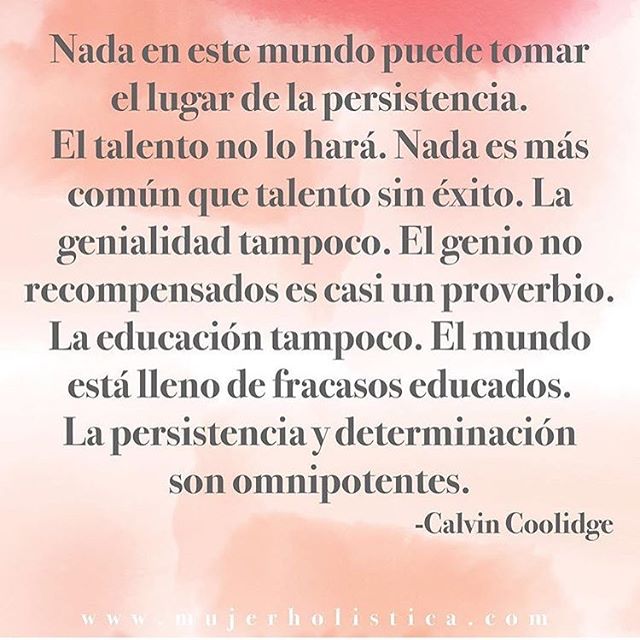 Nada en este mundo puede tomar
el lugar de la persistencia.
El talento no lo hará. Nada es más
común que talento sin éxito. La
genialidad tampoco. El genio no
recompensados es casi un proverbio.
La educación tampoco. El mundo
está lleno de fracasos educados.
La persistencia y determinación
son omnipotentes.
-Calvin Coolidge
www.mujerholistica.com